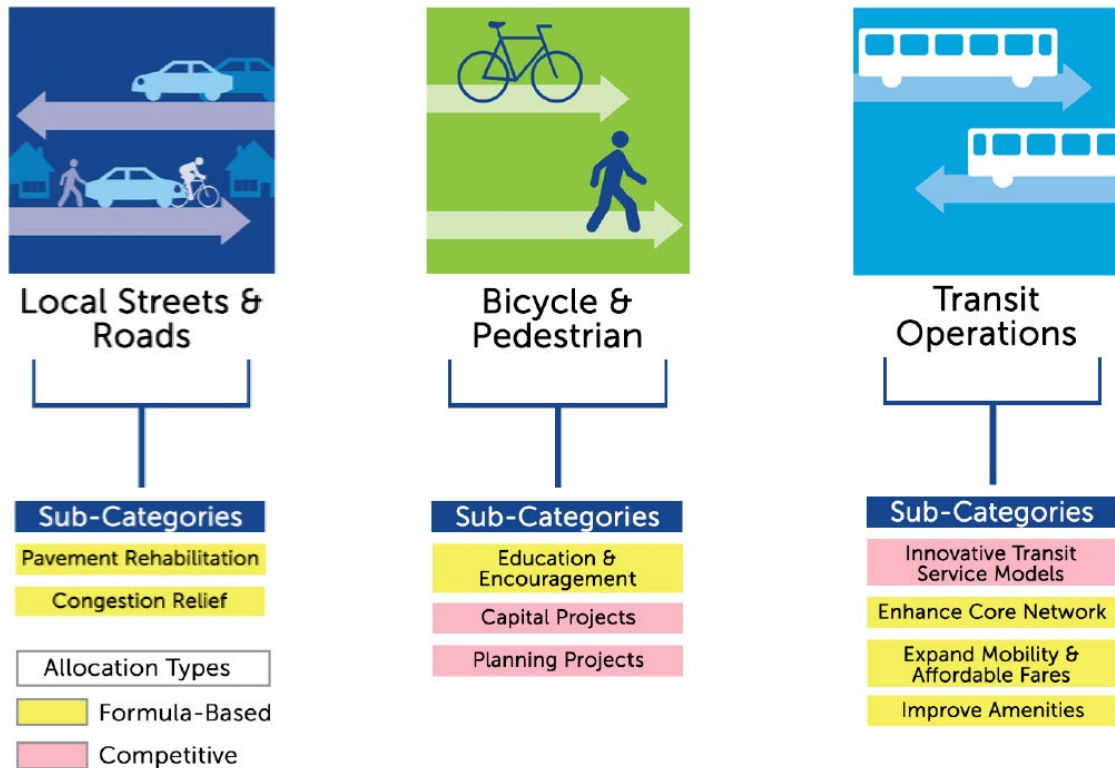 Local Streets &
Roads
Sub-Categories
Pavement Rehabilitation
Congestion Relief
Allocation Types
Formula-Based
Competitive
Bicycle &
Pedestrian
Sub-Categories
Education &
Encouragement
Capital Projects
Planning Projects
Transit
Operations
Sub-Categories
Innovative Transit
Service Models
Enhance Core Network
Expand Mobility &
Affordable Fares
Improve Amenities